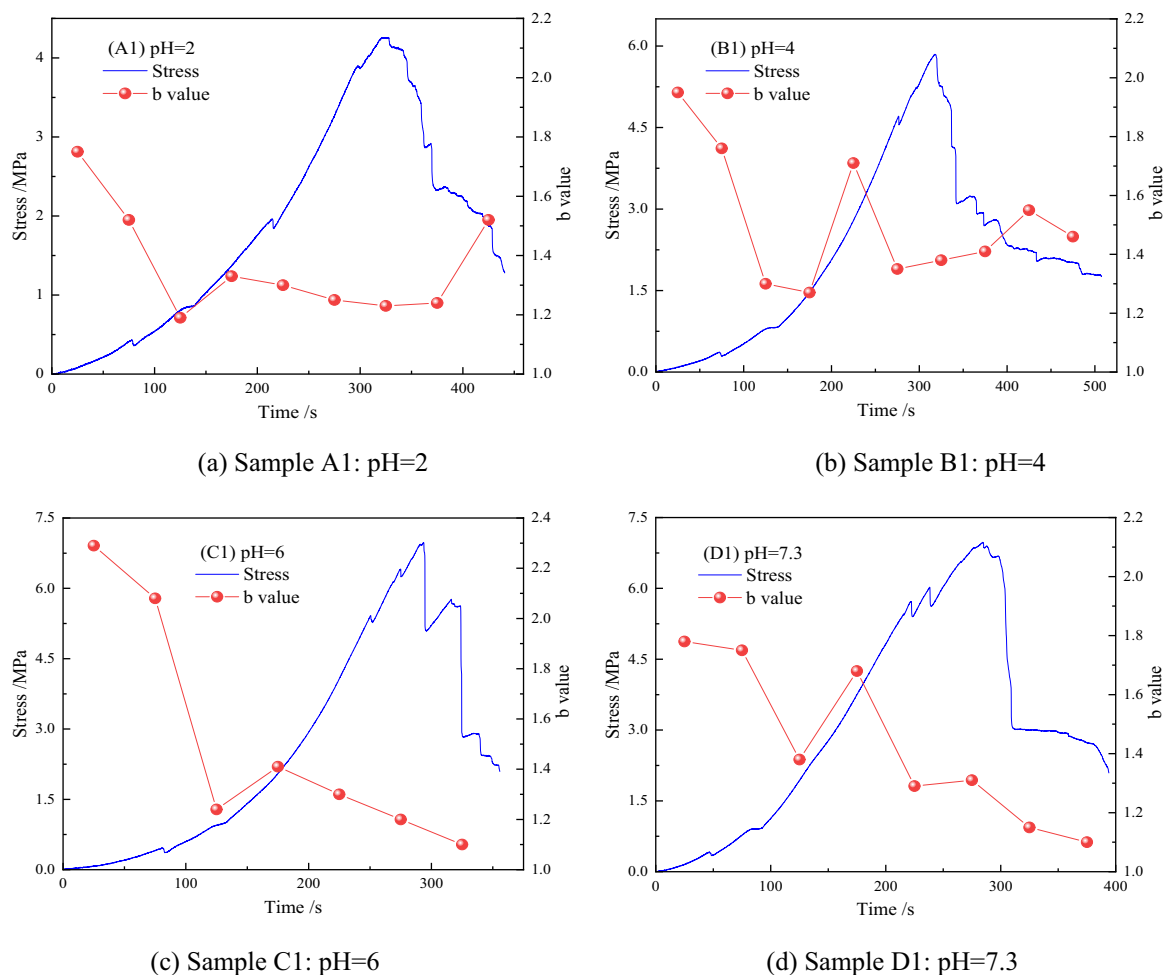 (A1) pH=2
Stress
b value
Stress /MPa
4
3
2
1
0
2.2
2.0
1.8
1.6
1.4
1.2
1.0
b value
0 100 200 300 400
Time /s
(a) Sample A1: pH=2
(B1) pH=4
Stress
b value
Stress /MPa
6.0
4.5
3.0
1.5
0.0
2.2
2.0
1.8
1.6
1.4
1.2
1.0
b value
0 100 200 300 400 500
Time /s
(b) Sample B1: pH=4
(C1) pH=6
Stress
b value
Stress /MPa
7.5
6.0
4.5
3.0
1.5
0.0
2.4
2.2
2.0
1.8
1.6
1.4
1.2
1.0
b value
0 100 200 300
Time /s
(c) Sample C1: pH=6
(D1) pH=7.3
Stress
b value
Stress /MPa
7.5
6.0
4.5
3.0
1.5
0.0
2.2
2.0
1.8
1.6
1.4
1.2
1.0
b value
0 100 200 300 400
Time /s
(d) Sample D1: pH=7.3